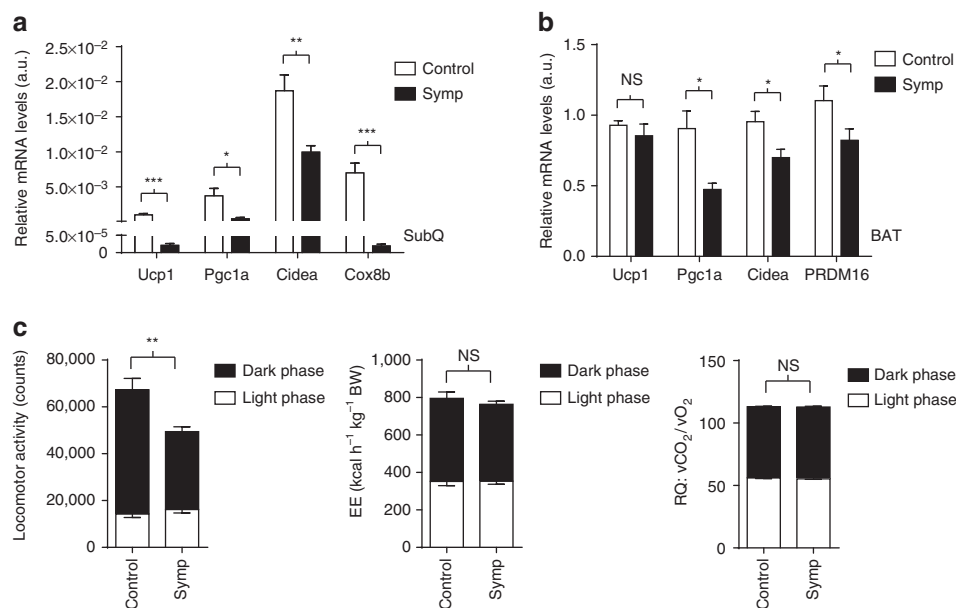 a
Relative mRNA levels (a.u.)
2.5×10⁻²
2.0×10⁻²
1.5×10⁻²
1.0×10⁻²
5.0×10⁻³
5.0×10⁻⁵
0
***
*
**
***
Control
Symp
SubQ
Ucp1 Pgc1a Cidea Cox8b
b
Relative mRNA levels (a.u.)
1.5
1.0
0.5
0.0
NS
*
*
*
Control
Symp
BAT
Ucp1 Pgc1a Cidea PRDM16
c
Locomotor activity (counts)
80,000
60,000
40,000
20,000
0
**
Dark phase
Light phase
Control
Symp
EE (kcal h⁻¹ kg⁻¹ BW)
1,000
800
600
400
200
0
NS
Dark phase
Light phase
Control
Symp
RQ: vCO₂/ vO₂
150
100
50
0
NS
Dark phase
Light phase
Control
Symp